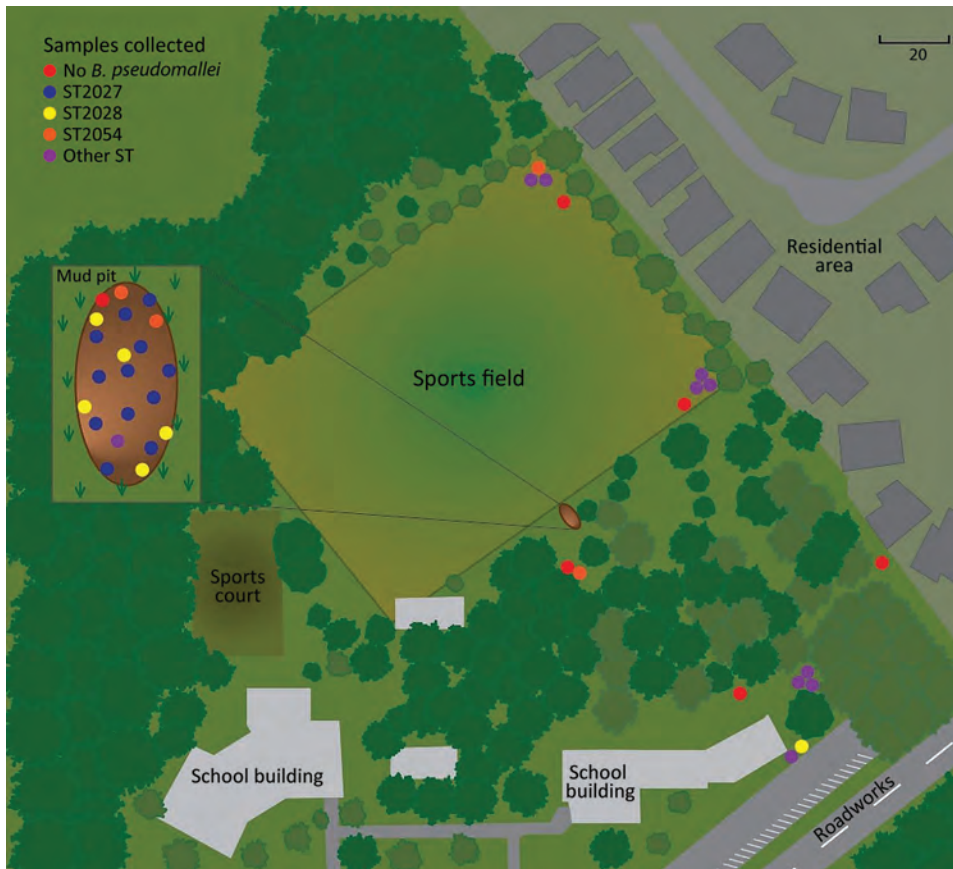 Samples collected
No B. pseudomallei
ST2027
ST2028
ST2054
Other ST
20
Residential
area
Mud pit
Sports field
Sports
court
School building
School
building
Roadworks